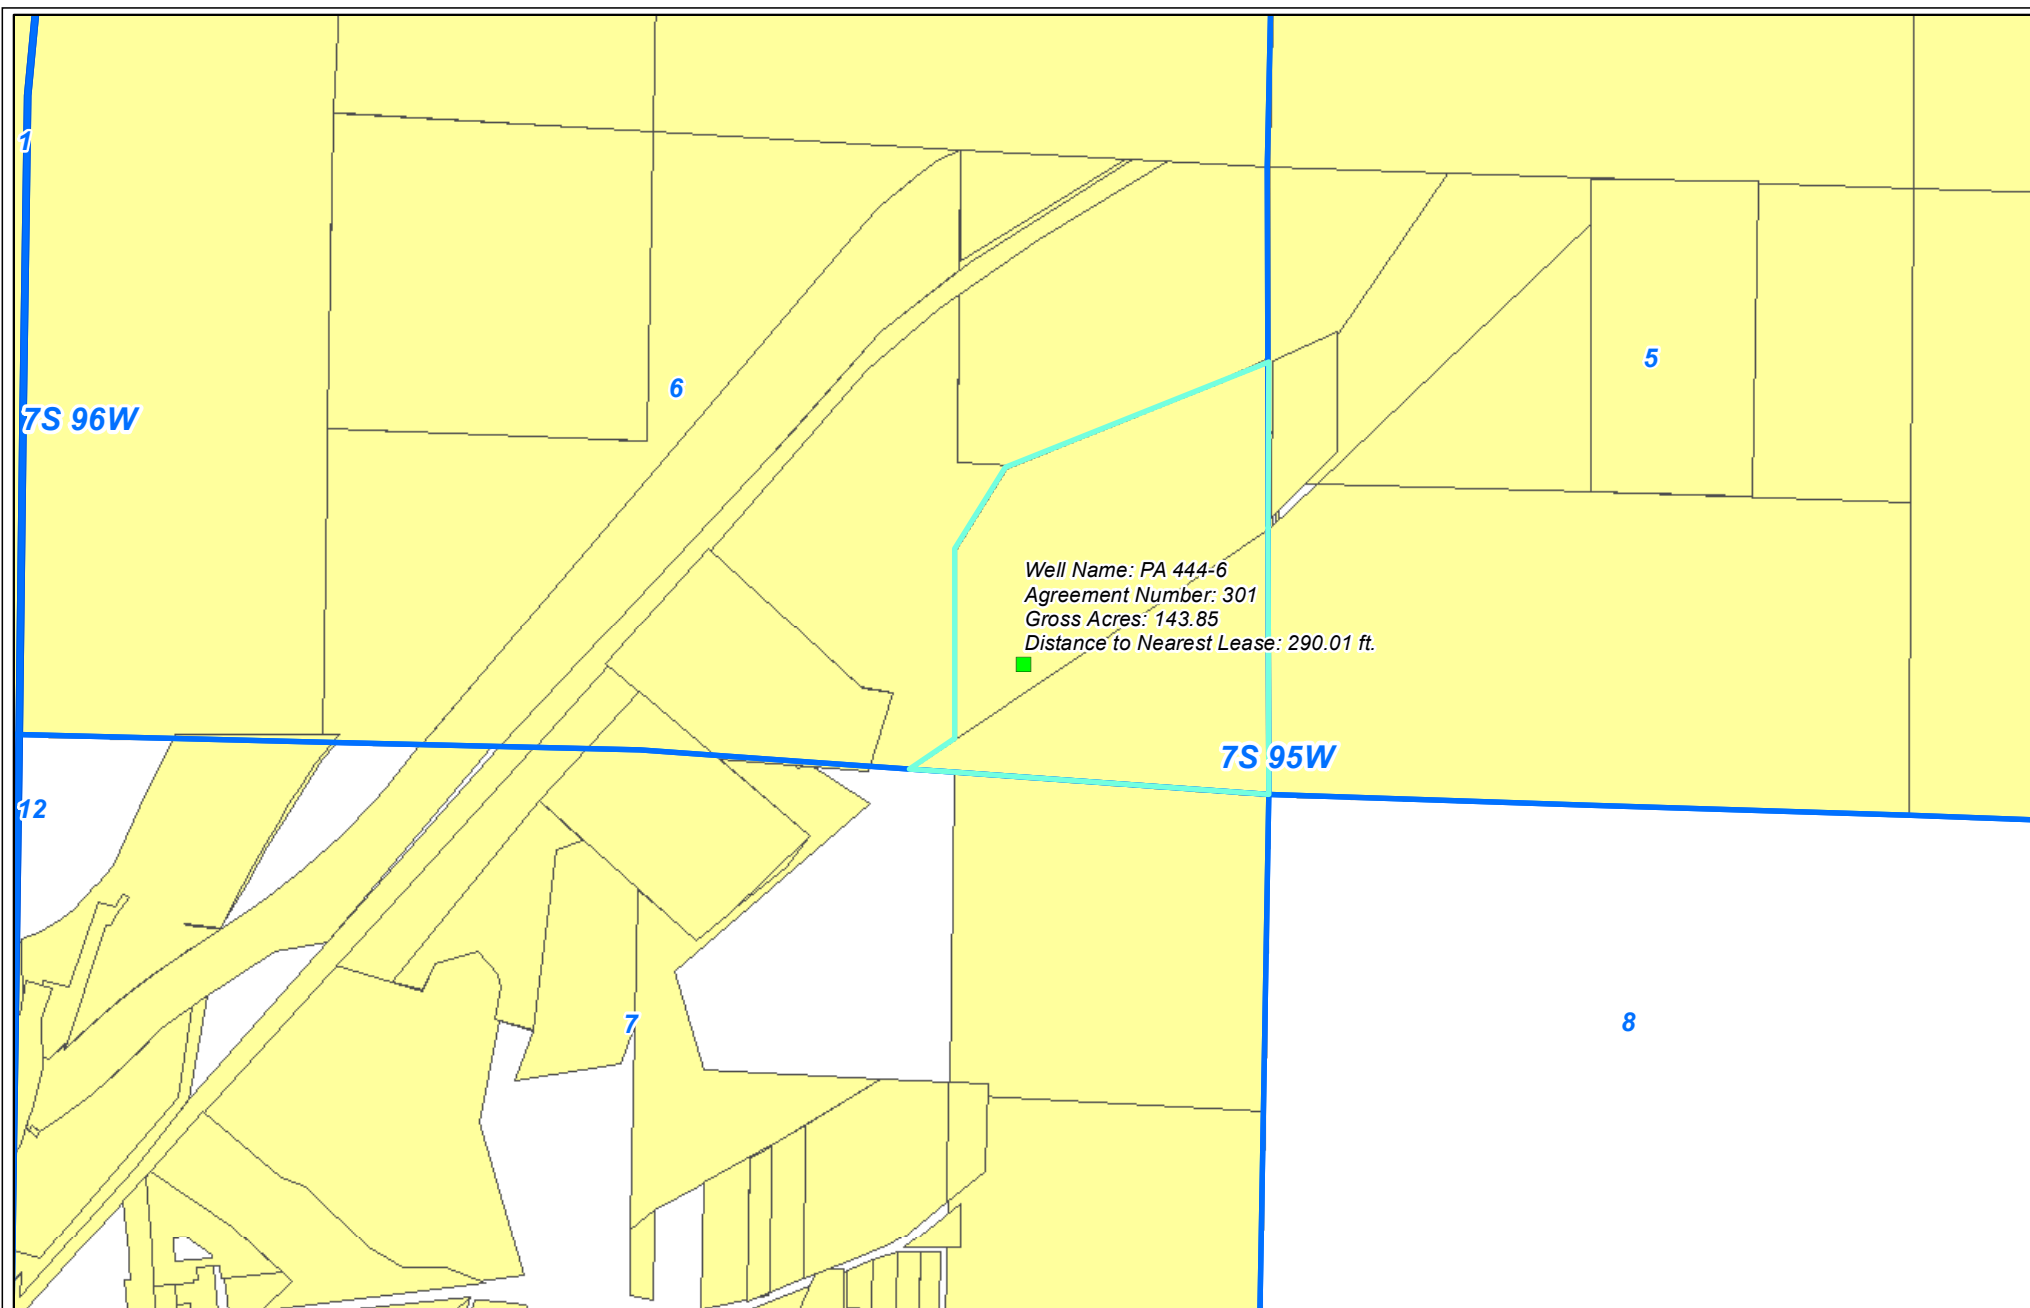 1
5
6
7S 96W
Well Name: PA 444-6
Agreement Number: 301
Gross Acres: 143.85
Distance to Nearest Lease: 290.01 ft.
7S 95W
12
7
8